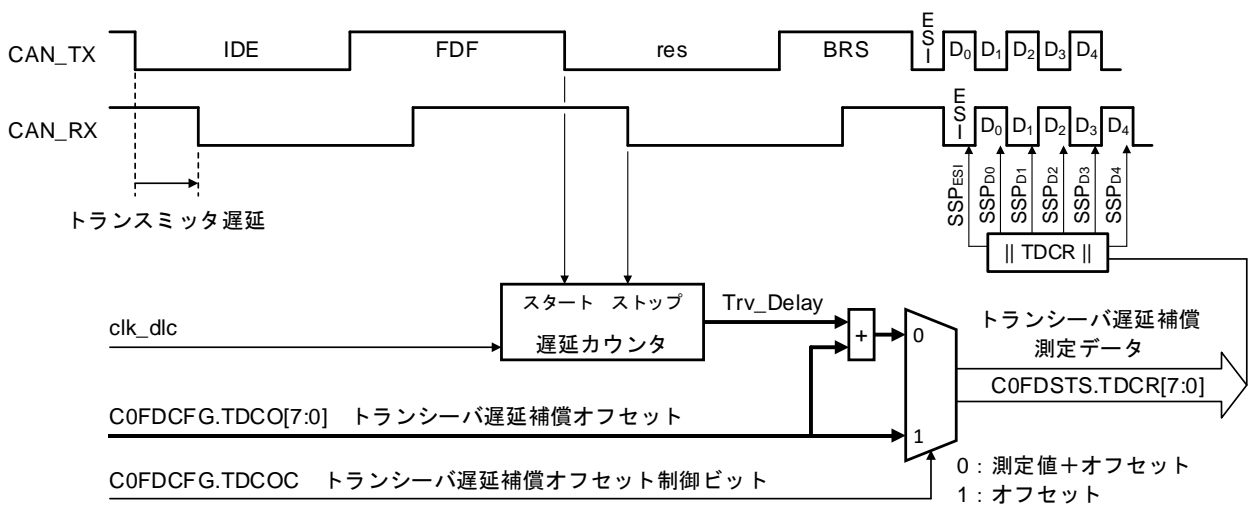 CAN_TX
IDE
FDF
res
BRS
ESI
D0
D1
D2
D3
D4
CAN_RX
ESI
D0
D1
D2
D3
D4
トランスミッタ遅延
SSPESI
SSPD0
SSPD1
SSPD2
SSPD3
SSPD4
|| TDCR ||
スタート ストップ
遅延カウンタ
clk_dlc
Trv_Delay
+
0
1
トランシーバ遅延補償
測定データ
C0FDSTS.TDCR[7:0]
C0FDCFG.TDCO[7:0] トランシーバ遅延補償オフセット
C0FDCFG.TDCOC トランシーバ遅延補償オフセット制御ビット
0：測定値＋オフセット
1：オフセット